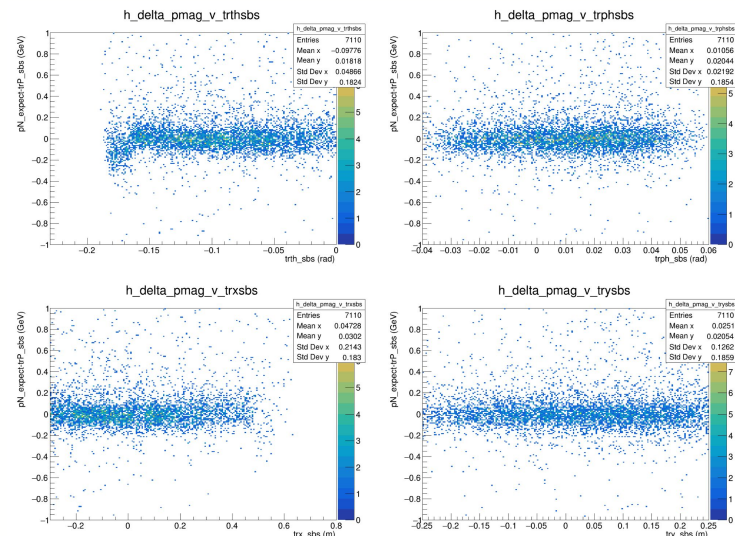 h_delta_pmag_v_trthsbs
pN_expect-trP_sbs (GeV)
1
0.8
0.6
0.4
0.2
0
−0.2
−0.4
−0.6
−0.8
−1
−0.2
−0.15
−0.1
−0.05
0
trth_sbs (rad)
h_delta_pmag_v_trthsbs
Entries 7110
Mean x −0.09776
Mean y 0.01818
Std Dev x 0.04866
Std Dev y 0.1824
5
4
3
2
1
0
h_delta_pmag_v_trphsbs
pN_expect-trP_sbs (GeV)
1
0.8
0.6
0.4
0.2
0
−0.2
−0.4
−0.6
−0.8
−1
−0.04
−0.03
−0.02
−0.01
0
0.01
0.02
0.03
0.04
0.05
0.06
trph_sbs (rad)
h_delta_pmag_v_trphsbs
Entries 7110
Mean x 0.01056
Mean y 0.02044
Std Dev x 0.02192
Std Dev y 0.1854
5
4
3
2
1
0
h_delta_pmag_v_trxsbs
pN_expect-trP_sbs (GeV)
1
0.8
0.6
0.4
0.2
0
−0.2
−0.4
−0.6
−0.8
−1
0
0.2
0.4
0.6
0.8
trx_sbs (m)
h_delta_pmag_v_trxsbs
Entries 7110
Mean x 0.04728
Mean y 0.0302
Std Dev x 0.2143
Std Dev y 0.183
5
4
3
2
1
0
h_delta_pmag_v_trysbs
pN_expect-trP_sbs (GeV)
1
0.8
0.6
0.4
0.2
0
−0.2
−0.4
−0.6
−0.8
−1
−0.25
−0.2
−0.15
−0.1
−0.05
0
0.05
0.1
0.15
0.2
0.25
try_sbs (m)
h_delta_pmag_v_trysbs
Entries 7110
Mean x 0.0251
Mean y 0.02054
Std Dev x 0.1262
Std Dev y 0.1859
7
6
5
4
3
2
1
0